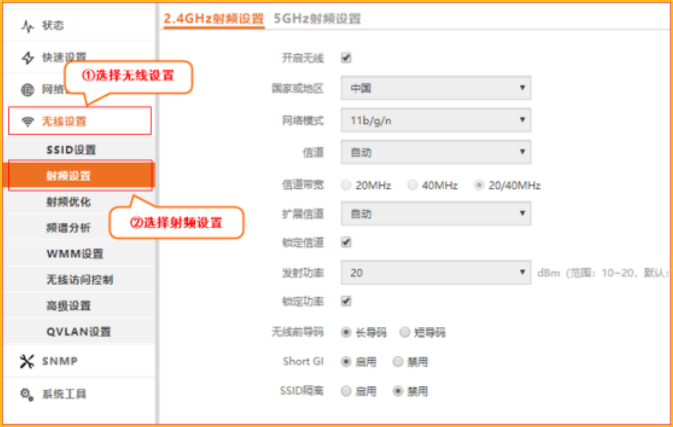 状态
快速设置
网络
①选择无线设置
无线设置
SSID设置
射频设置
射频优化
②选择射频设置
频谱分析
WMM设置
无线访问控制
高级设置
QVLAN设置
SNMP
系统工具
2.4GHz射频设置 5GHz射频设置
开启无线
国家或地区 中国
网络模式 11b/g/n
信道 自动
信道带宽 20MHz 40MHz 20/40MHz
扩展信道 自动
锁定信道
发射功率 20 dBm (范围：10~20，默认：
锁定功率
无线前导码 长导码 短导码
Short GI 启用 禁用
SSID隔离 启用 禁用